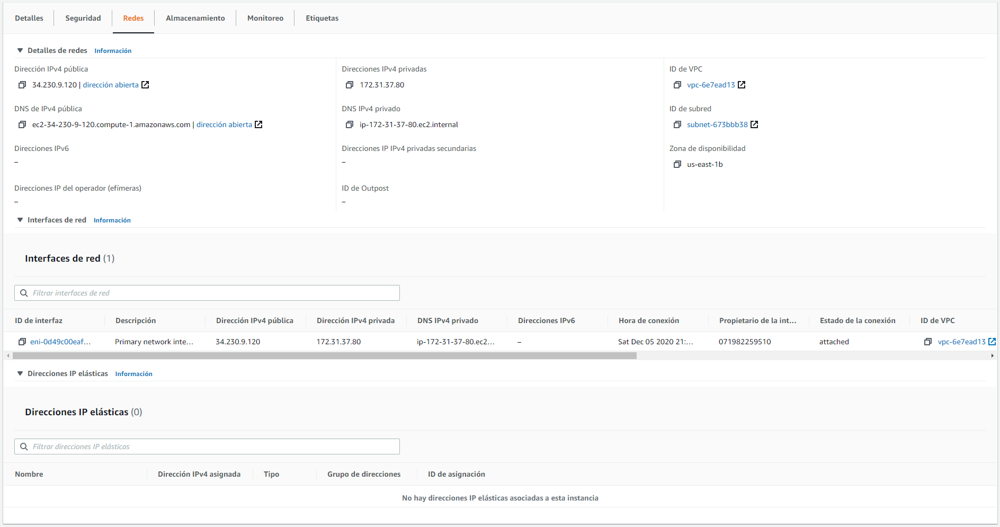 Detalles Seguridad Redes Almacenamiento Monitoreo Etiquetas
Detalles de redes Información
Dirección IPv4 pública
34.230.9.120 | dirección abierta
DNS de IPv4 pública
ec2-34-230-9-120.compute-1.amazonaws.com | dirección abierta
Direcciones IPv6
–
Direcciones IP del operador (efímeras)
–
Direcciones IPv4 privadas
172.31.37.80
DNS IPv4 privado
ip-172-31-37-80.ec2.internal
Direcciones IP IPv4 privadas secundarias
–
ID de Outpost
–
ID de VPC
vpc-6e7ead13
ID de subred
subnet-673bbb38
Zona de disponibilidad
us-east-1b
Interfaces de red Información
Interfaces de red (1)
Filtrar interfaces de red
ID de interfaz Descripción Dirección IPv4 pública Dirección IPv4 privada DNS IPv4 privado Direcciones IPv6 Hora de conexión Propietario de la int... Estado de la conexión ID de VPC
eni-0d49c00eaf... Primary network inte... 34.230.9.120 172.31.37.80 ip-172-31-37-80.ec2... – Sat Dec 05 2020 21:... 071982259510 attached vpc-6e7ead13
Direcciones IP elásticas Información
Direcciones IP elásticas (0)
Filtrar direcciones IP elásticas
Nombre Dirección IPv4 asignada Tipo Grupo de direcciones ID de asignación
No hay direcciones IP elásticas asociadas a esta instancia